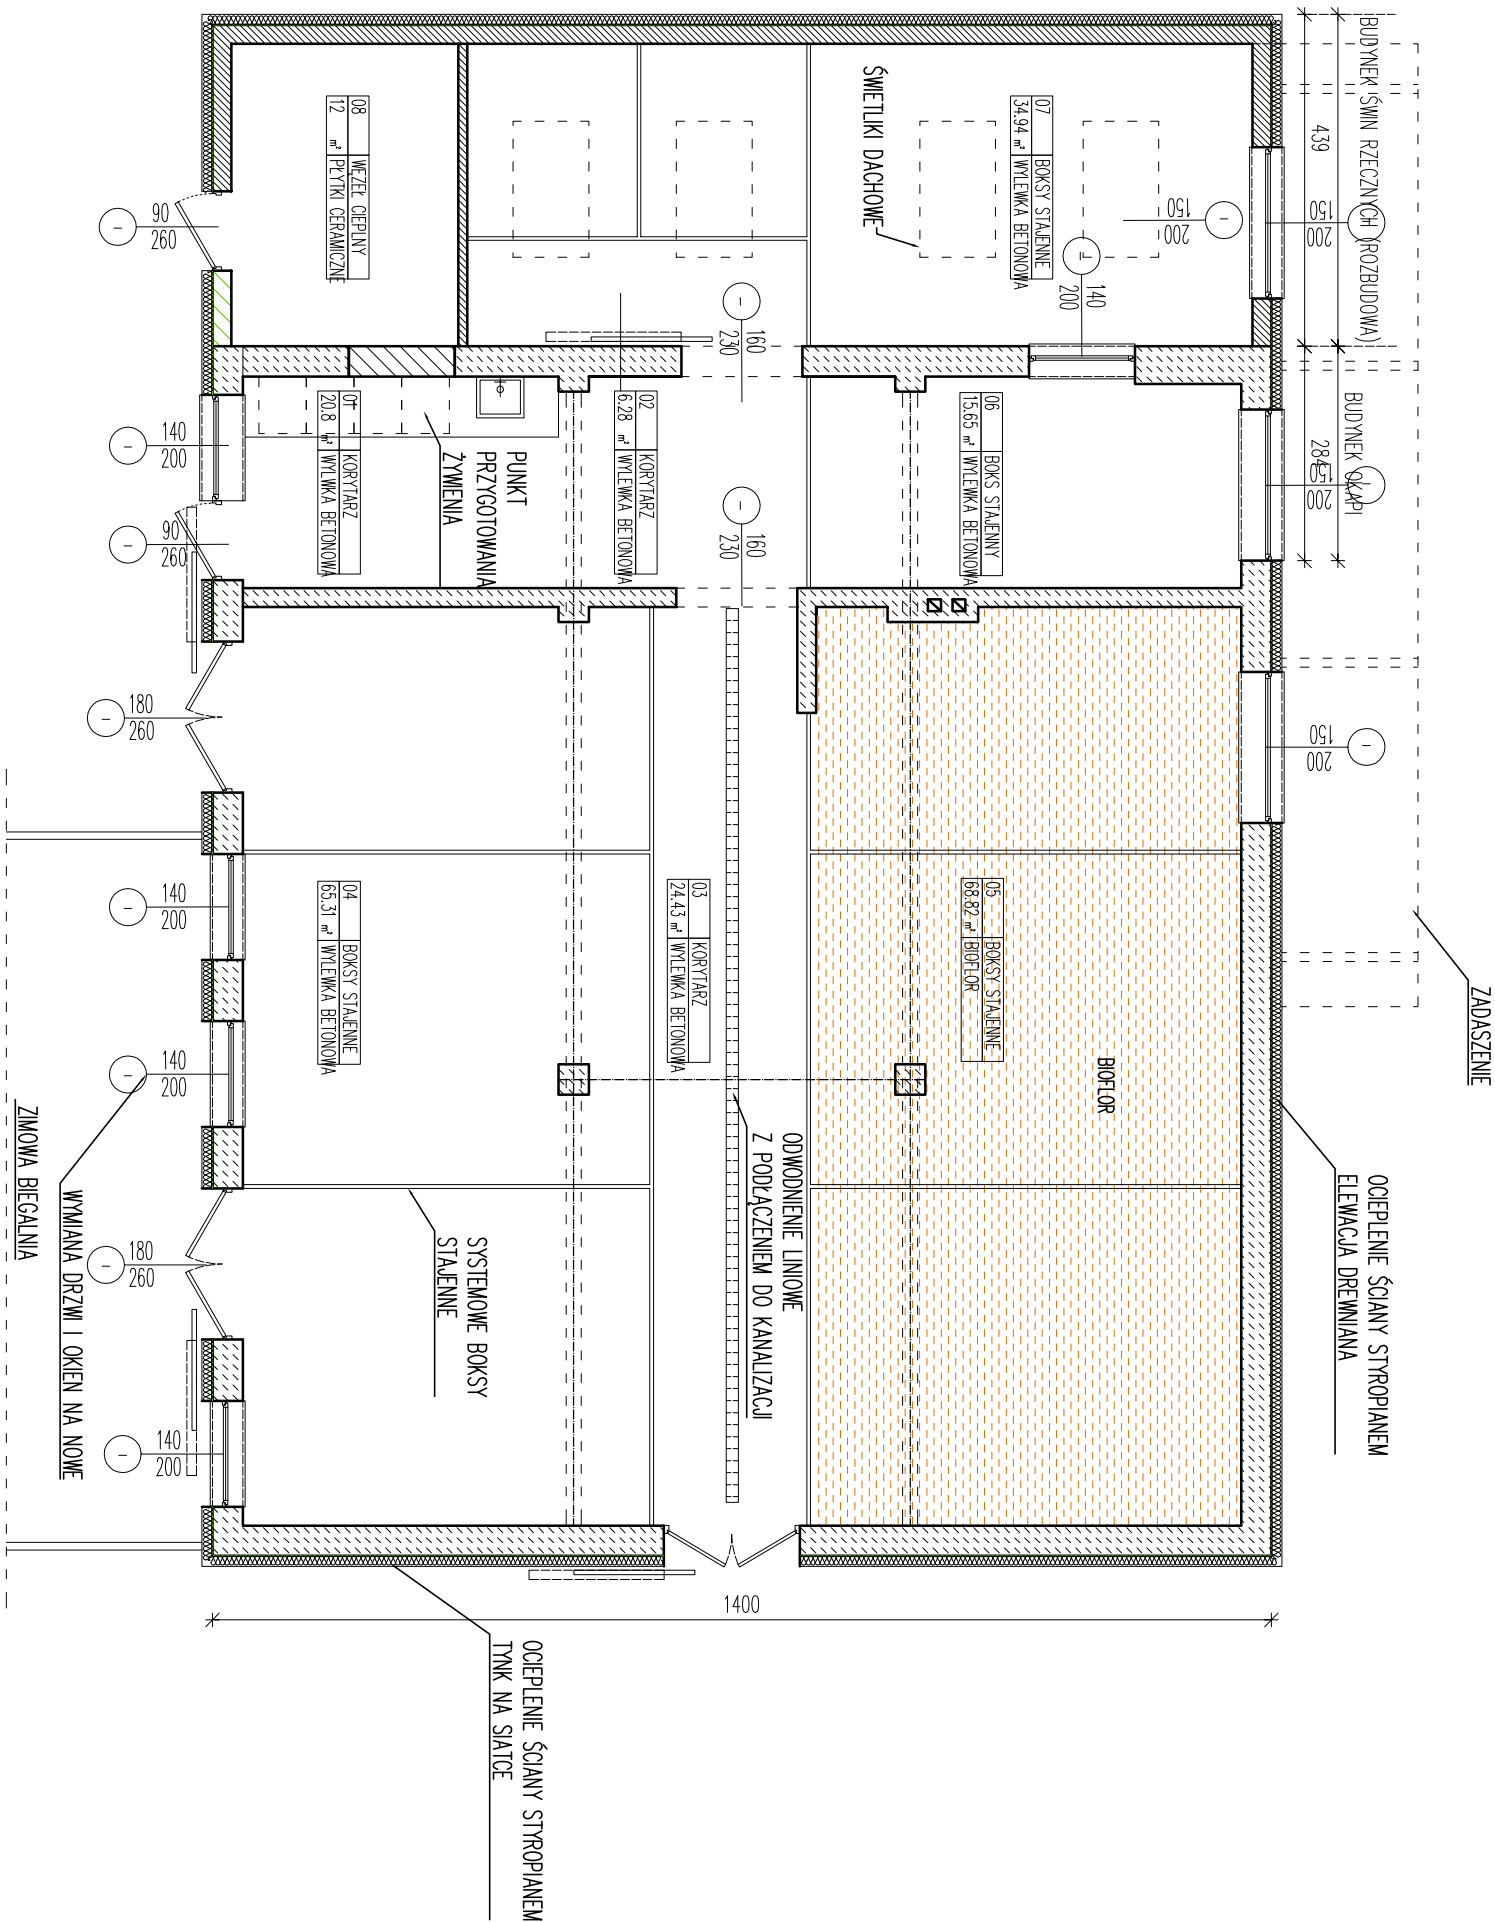 BUDYNEK ŚWIN RZECZNYCH (ROZBUDOWA)
439
BUDYNEK OKAPI
284
ZADASZENIE
OCIEPLENIE ŚCIANY STYROPIANEM
ELEWACJA DREWNIANA
150
200
150
200
150
200
150
200
140
200
ŚWIETLIKI DACHOWE
07 BOKSY STAJENNE
34.94 m² WYLEWKA BETONOWA
06 BOKS STAJENNY
15.65 m² WYLEWKA BETONOWA
05 BOKSY STAJENNE
68.82 m² BIOFLOR
BIOFLOR
160
230
160
230
03 KORYTARZ
24.43 m² WYLEWKA BETONOWA
ODWODNIENIE LINIOWE
Z PODŁĄCZENIEM DO KANALIZACJI
02 KORYTARZ
6.28 m² WYLEWKA BETONOWA
PUNKT
PRZYGOTOWANIA
ŻYWIENIA
SYSTEMOWE BOKSY
STAJENNE
08 WĘZEŁ CIEPLNY
12 m² PŁYTKI CERAMICZNE
01 KORYTARZ
20.8 m² WYLWKA BETONOWA
04 BOKSY STAJENNE
65.31 m² WYLEWKA BETONOWA
90
260
140
200
90
260
180
260
140
200
140
200
180
260
140
200
WYMIANA DRZWI I OKIEN NA NOWE
ZIMOWA BIEGALNIA
1400
OCIEPLENIE ŚCIANY STYROPIANEM
TYNK NA SIATCE